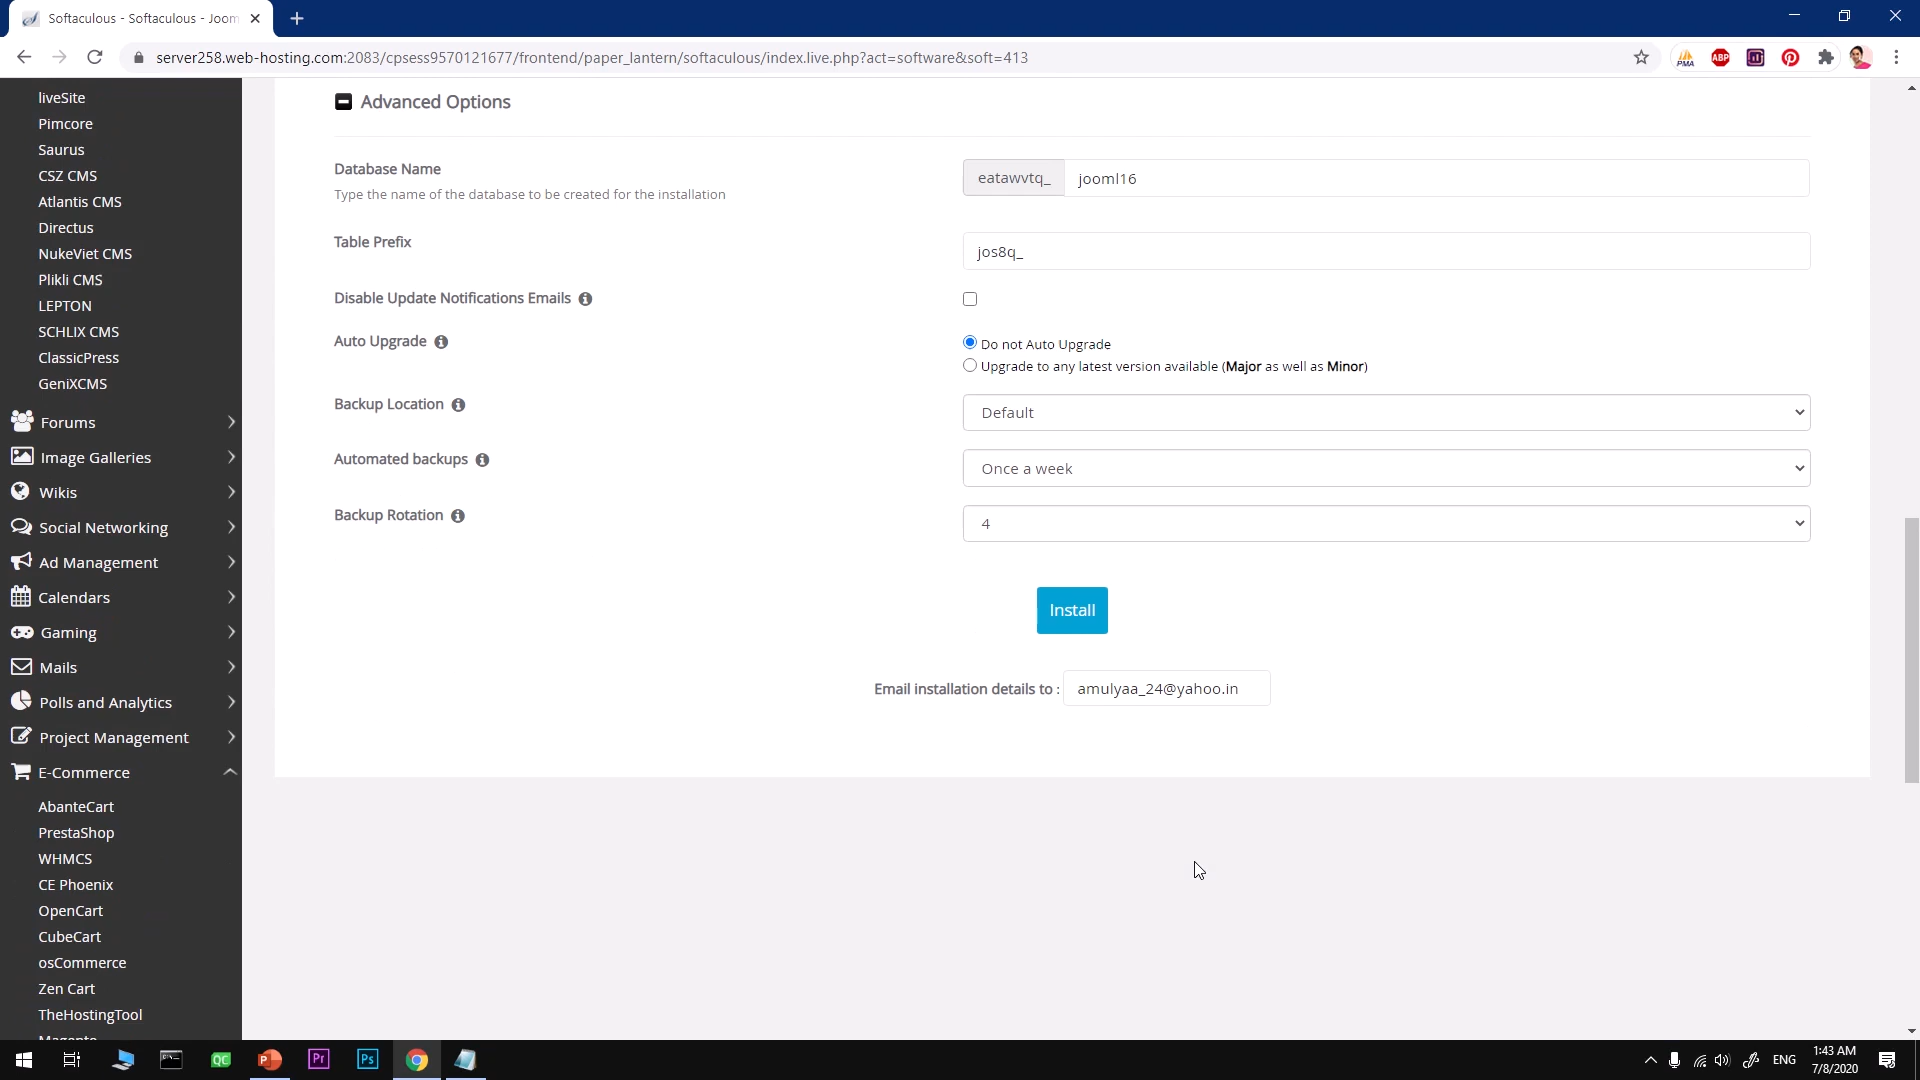 Softaculous - Softaculous - Joom
server258.web-hosting.com:2083/cpsess9570121677/frontend/paper_lantern/softaculous/index.live.php?act=software&soft=413
PMA
ABP
liveSite
Pimcore
Saurus
CSZ CMS
Atlantis CMS
Directus
NukeViet CMS
Plikli CMS
LEPTON
SCHLIX CMS
ClassicPress
GeniXCMS
Forums
Image Galleries
Wikis
Social Networking
Ad Management
Calendars
Gaming
Mails
Polls and Analytics
Project Management
E-Commerce
AbanteCart
PrestaShop
WHMCS
CE Phoenix
OpenCart
CubeCart
osCommerce
Zen Cart
TheHostingTool
Magento
Advanced Options
Database Name
Type the name of the database to be created for the installation
eatawvtq_ jooml16
Table Prefix
jos8q_
Disable Update Notifications Emails
Auto Upgrade
Do not Auto Upgrade
Upgrade to any latest version available (Major as well as Minor)
Backup Location
Default
Automated backups
Once a week
Backup Rotation
4
Install
Email installation details to : amulyaa_24@yahoo.in
QC
P
Pr
Ps
ENG
1:43 AM
7/8/2020